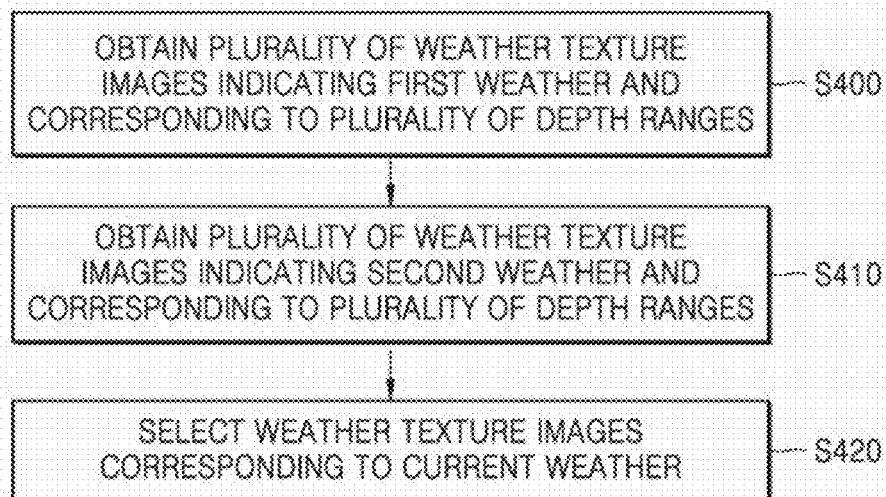 OBTAIN PLURALITY OF WEATHER TEXTURE
IMAGES INDICATING FIRST WEATHER AND
CORRESPONDING TO PLURALITY OF DEPTH RANGES
S400
OBTAIN PLURALITY OF WEATHER TEXTURE
IMAGES INDICATING SECOND WEATHER AND
CORRESPONDING TO PLURALITY OF DEPTH RANGES
S410
SELECT WEATHER TEXTURE IMAGES
CORRESPONDING TO CURRENT WEATHER
S420